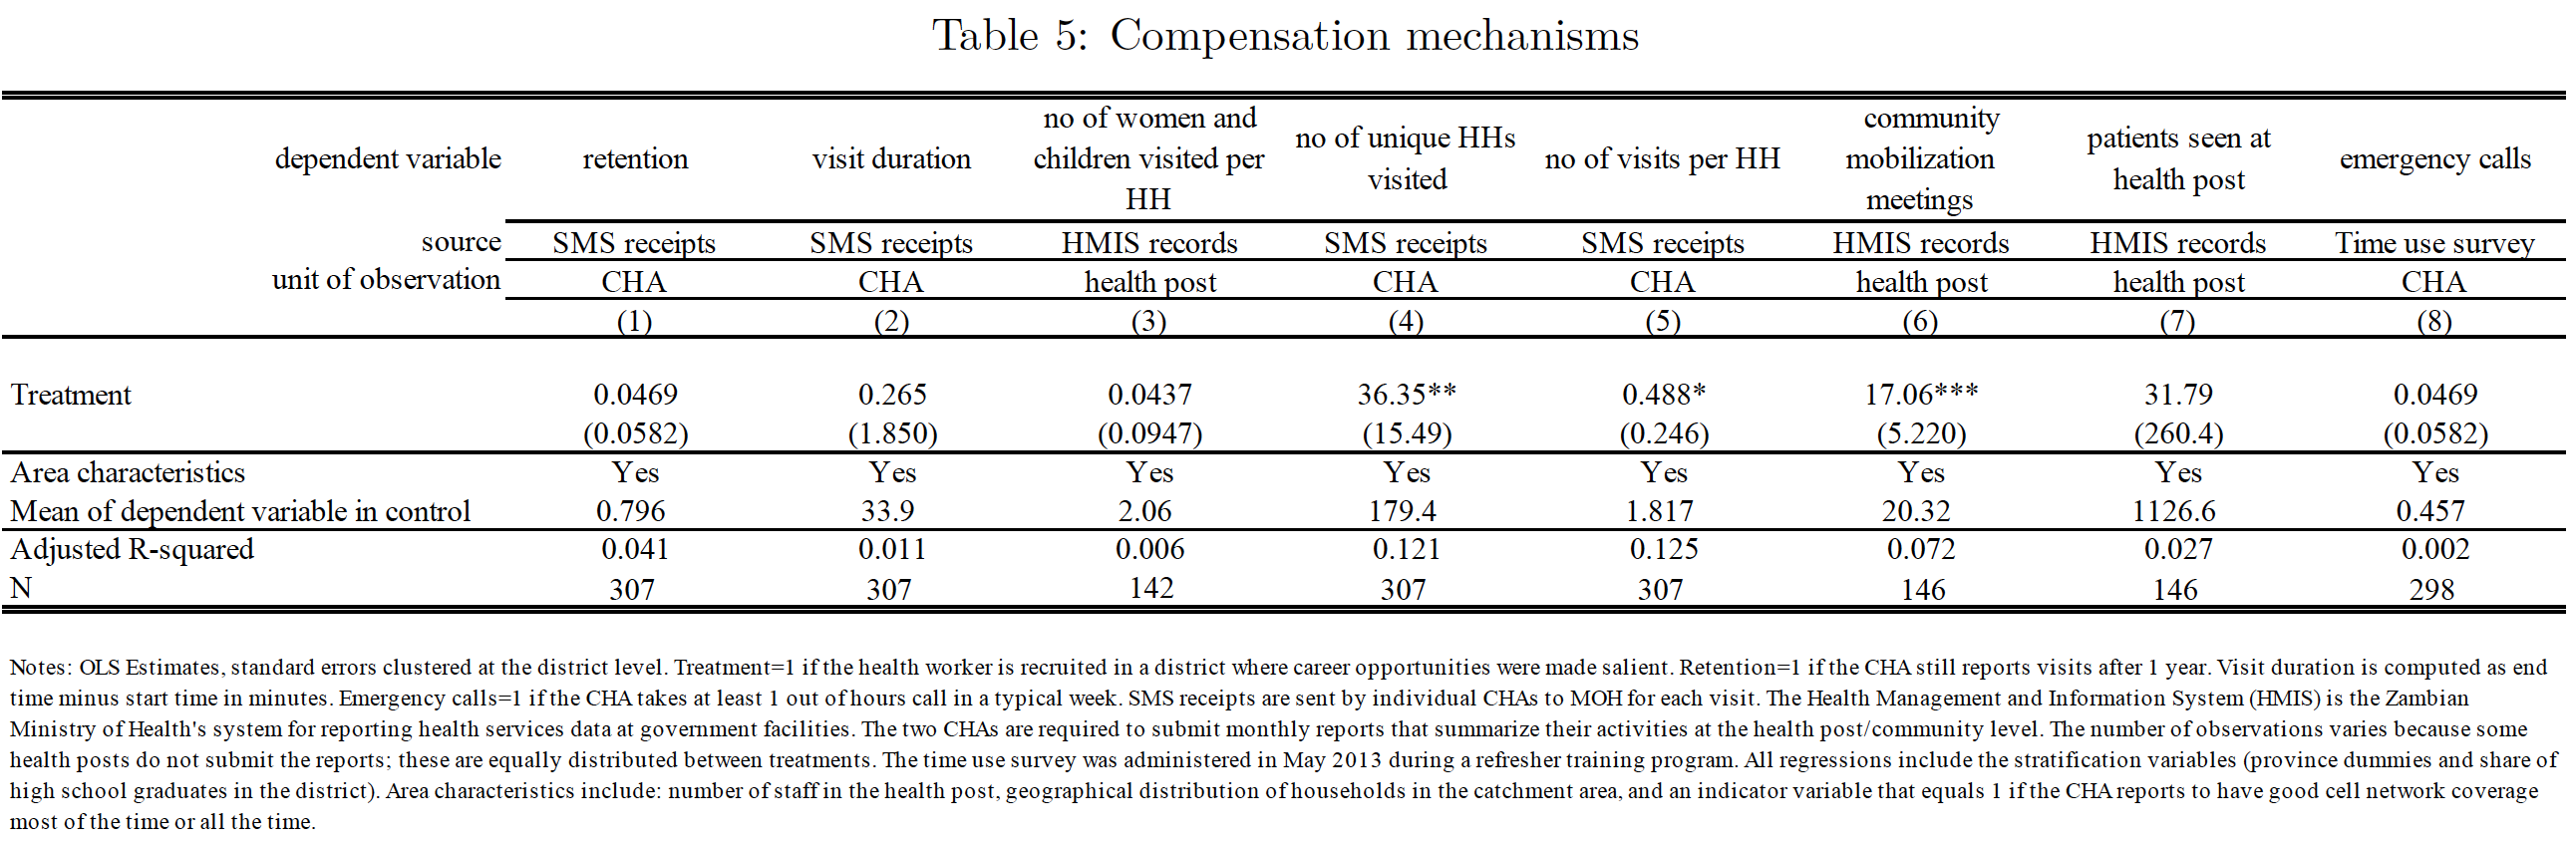 Table 5: Compensation mechanisms
dependent variable | retention | visit duration | no of women and children visited per HH | no of unique HHs visited | no of visits per HH | community mobilization meetings | patients seen at health post | emergency calls
source | SMS receipts | SMS receipts | HMIS records | SMS receipts | SMS receipts | HMIS records | HMIS records | Time use survey
unit of observation | CHA | CHA | health post | CHA | CHA | health post | health post | CHA
(1) | (2) | (3) | (4) | (5) | (6) | (7) | (8)
Treatment | 0.0469 | 0.265 | 0.0437 | 36.35** | 0.488* | 17.06*** | 31.79 | 0.0469
(0.0582) | (1.850) | (0.0947) | (15.49) | (0.246) | (5.220) | (260.4) | (0.0582)
Area characteristics | Yes | Yes | Yes | Yes | Yes | Yes | Yes | Yes
Mean of dependent variable in control | 0.796 | 33.9 | 2.06 | 179.4 | 1.817 | 20.32 | 1126.6 | 0.457
Adjusted R-squared | 0.041 | 0.011 | 0.006 | 0.121 | 0.125 | 0.072 | 0.027 | 0.002
N | 307 | 307 | 142 | 307 | 307 | 146 | 146 | 298
Notes: OLS Estimates, standard errors clustered at the district level. Treatment=1 if the health worker is recruited in a district where career opportunities were made salient. Retention=1 if the CHA still reports visits after 1 year. Visit duration is computed as end
time minus start time in minutes. Emergency calls=1 if the CHA takes at least 1 out of hours call in a typical week. SMS receipts are sent by individual CHAs to MOH for each visit. The Health Management and Information System (HMIS) is the Zambian
Ministry of Health's system for reporting health services data at government facilities. The two CHAs are required to submit monthly reports that summarize their activities at the health post/community level. The number of observations varies because some
health posts do not submit the reports; these are equally distributed between treatments. The time use survey was administered in May 2013 during a refresher training program. All regressions include the stratification variables (province dummies and share of
high school graduates in the district). Area characteristics include: number of staff in the health post, geographical distribution of households in the catchment area, and an indicator variable that equals 1 if the CHA reports to have good cell network coverage
most of the time or all the time.